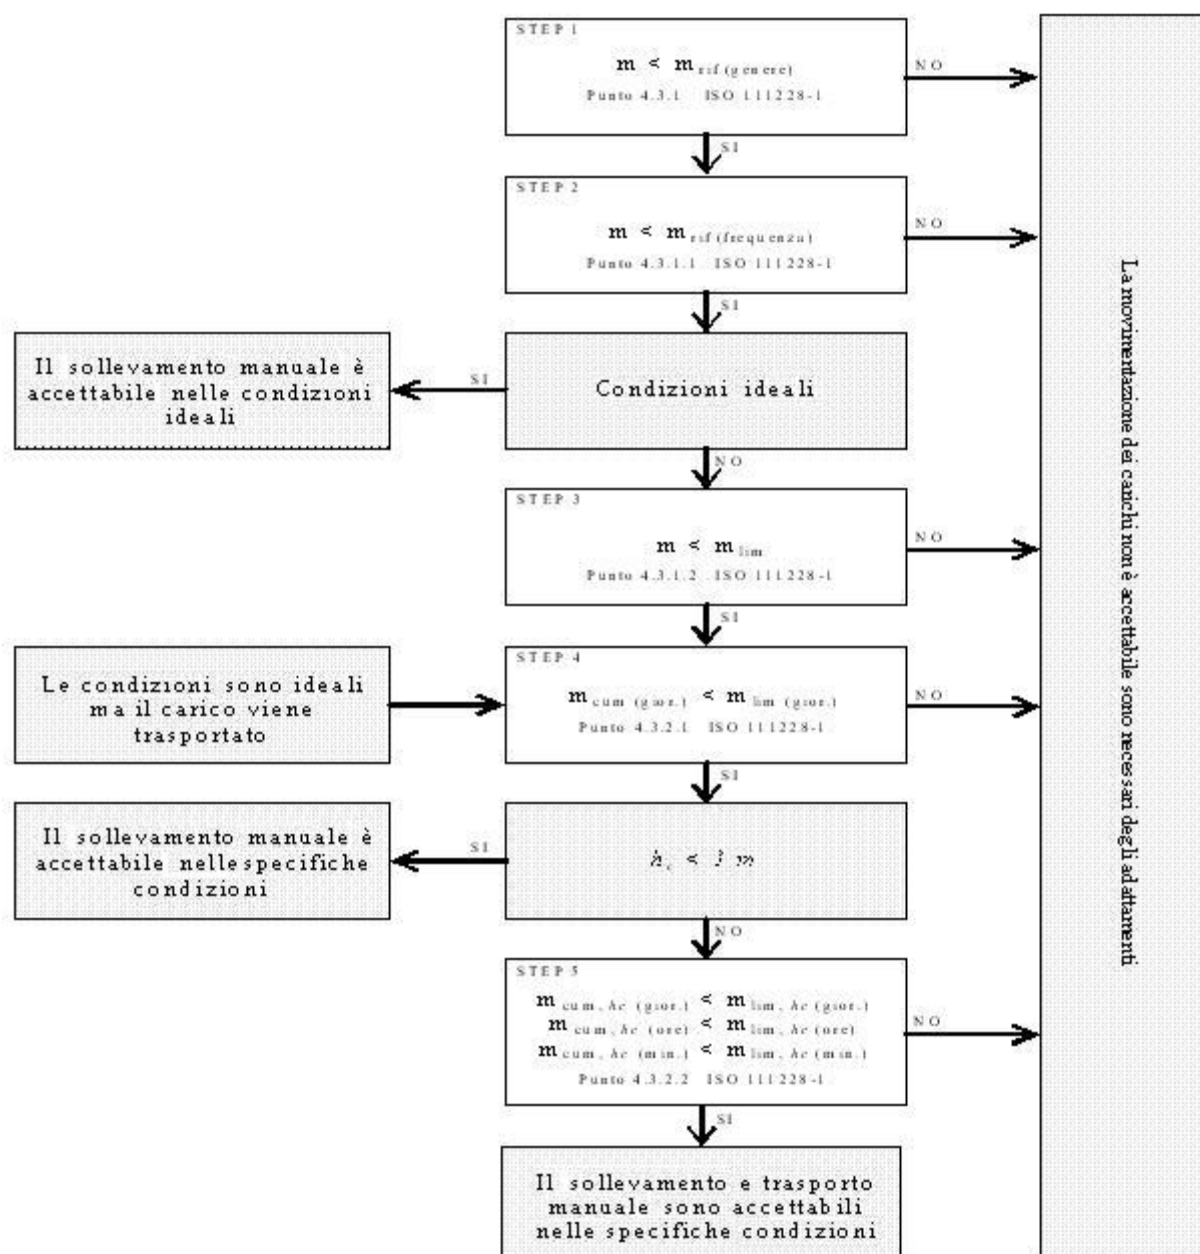 STEP 1
m < m rif (genere)
Punto 4.3.1 ISO 111228-1
NO
SI
STEP 2
m < m rif (frequenza)
Punto 4.3.1.1 ISO 111228-1
NO
SI
Il sollevamento manuale è
accettabile nelle condizioni
ideali
SI
Condizioni ideali
NO
STEP 3
m < m lim
Punto 4.3.1.2 ISO 111228-1
NO
SI
Le condizioni sono ideali
ma il carico viene
trasportato
STEP 4
m cum (gior.) < m lim (gior.)
Punto 4.3.2.1 ISO 111228-1
NO
SI
Il sollevamento manuale è
accettabile nelle specifiche
condizioni
SI
< m
NO
STEP 5
m cum, hc (gior.) < m lim, hc (gior.)
m cum, hc (ore) < m lim, hc (ore)
m cum, hc (min.) < m lim, hc (min.)
Punto 4.3.2.2 ISO 111228-1
NO
SI
Il sollevamento e trasporto
manuale sono accettabili
nelle specifiche condizioni
La movimentazione dei carichi non è accettabile sono necessari degli adattamenti